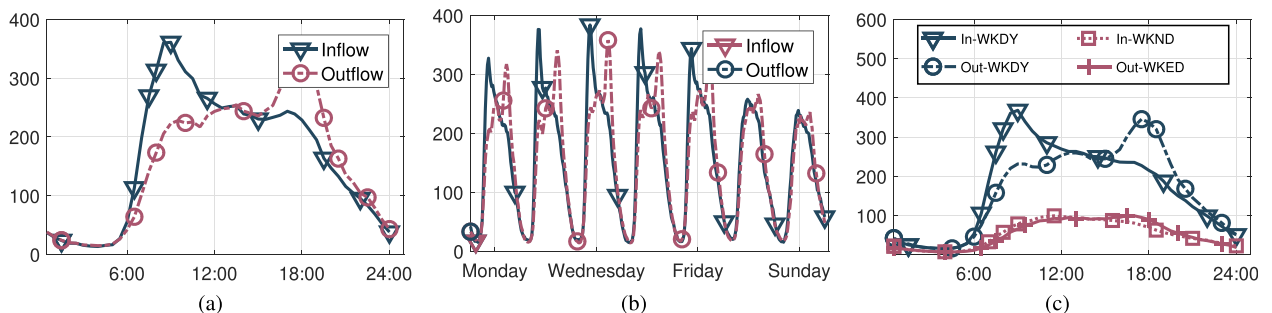 400
300
200
100
0
6:00 12:00 18:00 24:00
Inflow
Outflow
(a)
400
300
200
100
0
Monday Wednesday Friday Sunday
Inflow
Outflow
(b)
600
500
400
300
200
100
6:00 12:00 18:00 24:00
In-WKDY In-WKND
Out-WKDY Out-WKED
(c)